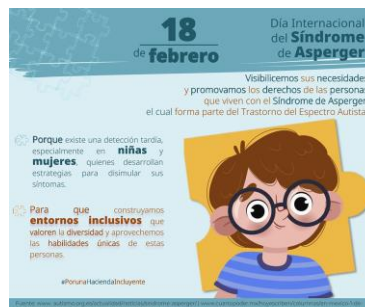 18
de febrero
Día Internacional
del Síndrome
de Asperger
Visibilicemos sus necesidades
y promovamos los derechos de las personas
que viven con el Síndrome de Asperger
el cual forma parte del Trastorno del Espectro Autista
Porque existe una detección tardía,
especialmente en niñas y
mujeres, quienes desarrollan
estrategias para disimular sus
síntomas.
Para que construyamos
entornos inclusivos que
valoren la diversidad y aprovechemos
las habilidades únicas de estas
personas.
#PorunaHaciendaIncluyente